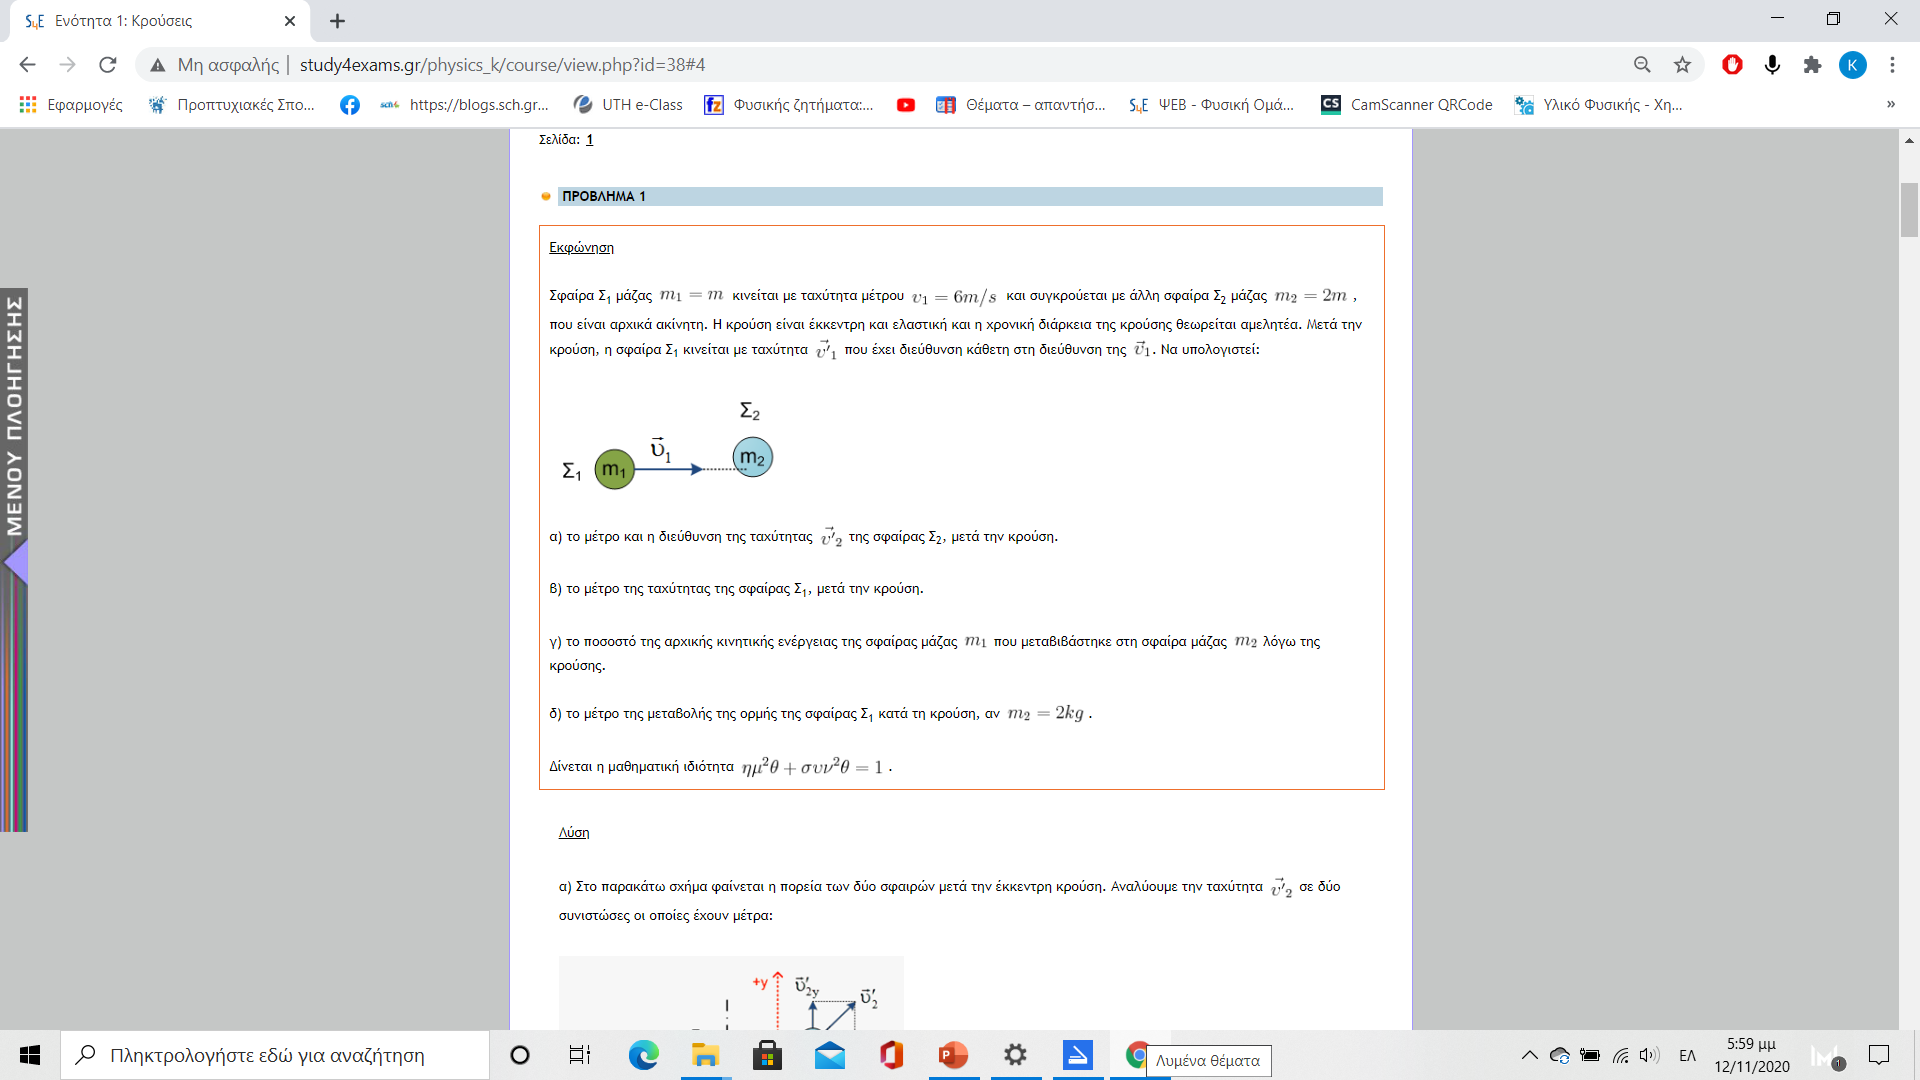 Ενότητα 1: Κρούσεις
Μη ασφαλής | study4exams.gr/physics_k/course/view.php?id=38#4
K
Εφαρμογές Προπτυχιακές Σπο... https://blogs.sch.gr... UTH e-Class Φυσικής ζητήματα:... Θέματα – απαντήσ... ΨΕΒ - Φυσική Ομά... CamScanner QRCode Υλικό Φυσικής - Χη... »
Σελίδα: 1
ΠΡΟΒΛΗΜΑ 1
ΜΕΝΟΥ ΠΛΟΗΓΗΣΗΣ
Εκφώνηση
Σφαίρα Σ₁ μάζας m₁ = m κινείται με ταχύτητα μέτρου υ₁ = 6m/s και συγκρούεται με άλλη σφαίρα Σ₂ μάζας m₂ = 2m ,
που είναι αρχικά ακίνητη. Η κρούση είναι έκκεντρη και ελαστική και η χρονική διάρκεια της κρούσης θεωρείται αμελητέα. Μετά την
κρούση, η σφαίρα Σ₁ κινείται με ταχύτητα υ⃗′₁ που έχει διεύθυνση κάθετη στη διεύθυνση της υ⃗₁. Να υπολογιστεί:
Σ₂
υ⃗₁
Σ₁ m₁ m₂
α) το μέτρο και η διεύθυνση της ταχύτητας υ⃗′₂ της σφαίρας Σ₂, μετά την κρούση.
β) το μέτρο της ταχύτητας της σφαίρας Σ₁, μετά την κρούση.
γ) το ποσοστό της αρχικής κινητικής ενέργειας της σφαίρας μάζας m₁ που μεταβιβάστηκε στη σφαίρα μάζας m₂ λόγω της
κρούσης.
δ) το μέτρο της μεταβολής της ορμής της σφαίρας Σ₁ κατά τη κρούση, αν m₂ = 2kg .
Δίνεται η μαθηματική ιδιότητα ημ²θ + συν²θ = 1 .
Λύση
α) Στο παρακάτω σχήμα φαίνεται η πορεία των δύο σφαιρών μετά την έκκεντρη κρούση. Αναλύουμε την ταχύτητα υ⃗′₂ σε δύο
συνιστώσες οι οποίες έχουν μέτρα:
+y υ⃗′₂y υ⃗′₂
Πληκτρολογήστε εδώ για αναζήτηση
Λυμένα θέματα
ΕΛ
5:59 μμ
12/11/2020
1